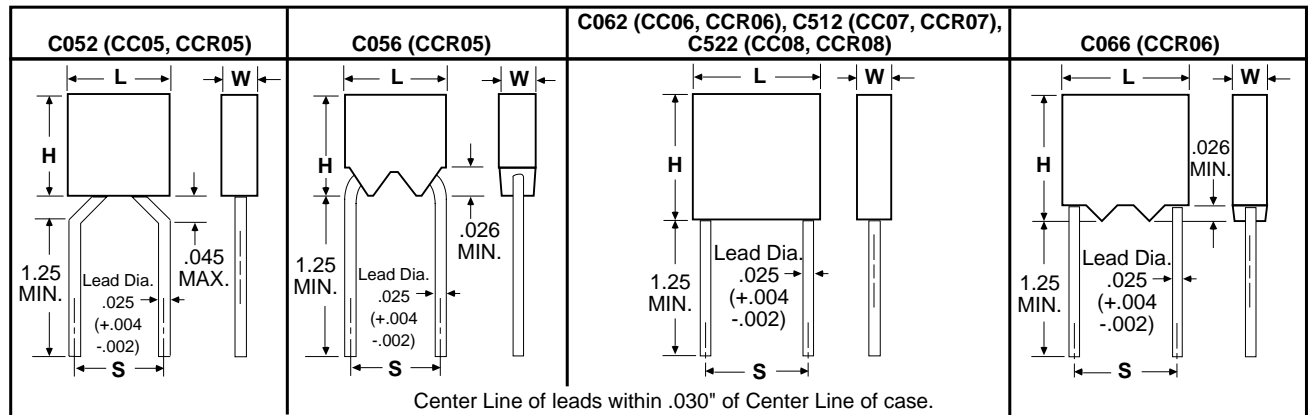 C052 (CC05, CCR05)
L
W
H
1.25
MIN.
Lead Dia.
.025
(+.004
-.002)
.045
MAX.
S
C056 (CCR05)
L
W
H
.026
MIN.
1.25
MIN.
Lead Dia.
.025
(+.004
-.002)
S
C062 (CC06, CCR06), C512 (CC07, CCR07),
C522 (CC08, CCR08)
L
W
H
1.25
MIN.
Lead Dia.
.025
(+.004
-.002)
S
C066 (CCR06)
L
W
H
.026
MIN.
1.25
MIN.
Lead Dia.
.025
(+.004
-.002)
S
Center Line of leads within .030" of Center Line of case.